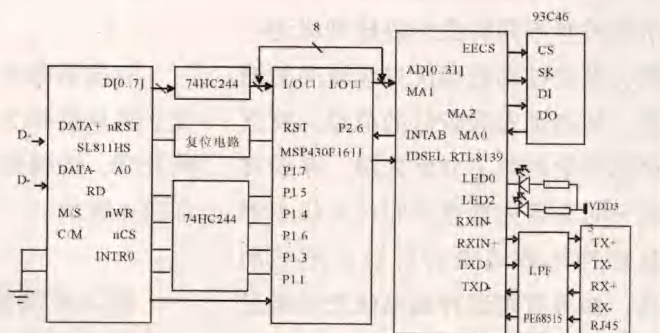 8
93C46
D[0..7]
74HC244
I/O口 I/O口
EECS
CS
AD[0..31]
SK
MA1
DI
MA2
DO
MA0
D-
DATA+ nRST
复位电路
RST P2.6
INTAB
SL811HS
MSP430F1611
IDSEL RTL8139
D-
DATA- A0
P1.7
LED0
RD
P1.5
LED2
VDD3
M/S nWR
74HC244
P1.4
RXIN-
C/M nCS
P1.6
RXIN+
TX+
INTR0
P1.3
TXD
LPF
TX-
P1.1
TXD-
RX+
RX-
PE68515
RJ45